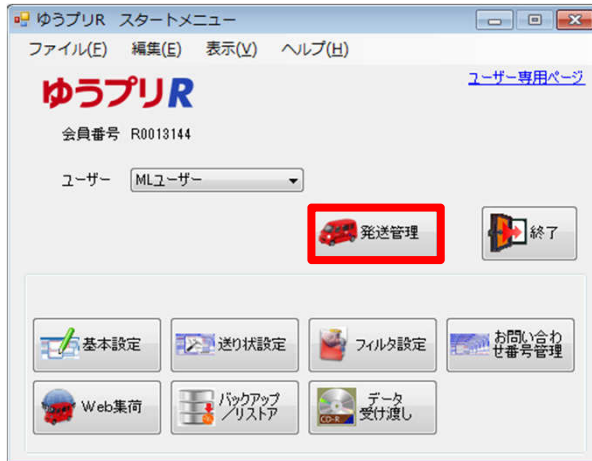 ゆうプリR スタートメニュー
ファイル(F) 編集(E) 表示(V) ヘルプ(H)
ユーザー専用ページ
ゆうプリR
会員番号 R0013144
ユーザー MLユーザー
発送管理
終了
基本設定
送り状設定
フィルタ設定
お問い合わ
せ番号管理
Web集荷
バックアップ
／リストア
CD-R
データ
受け渡し